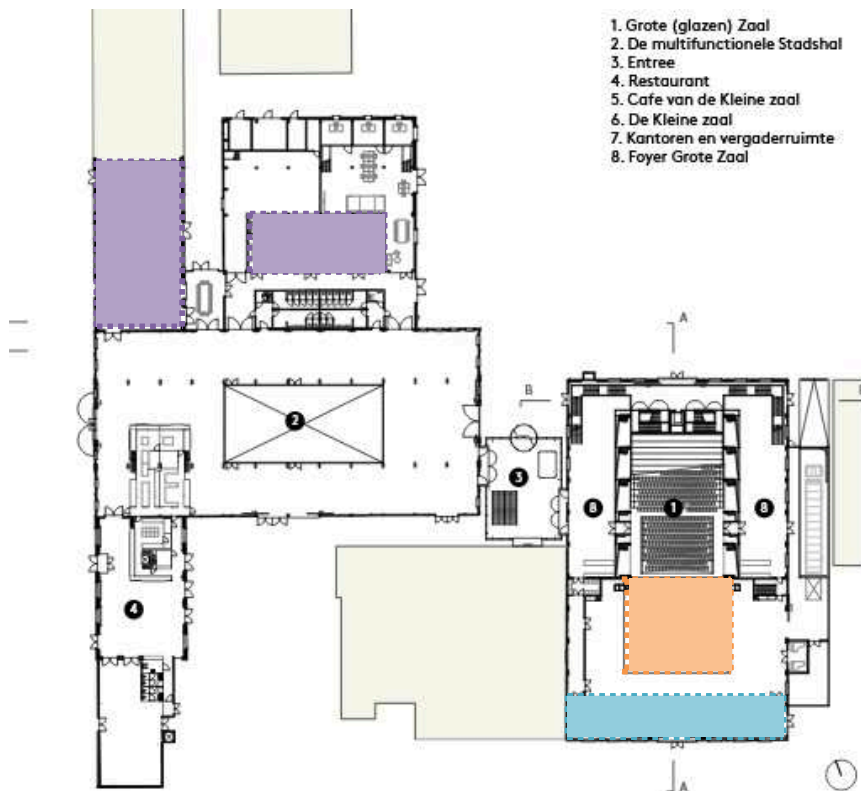 1. Grote (glazen) Zaal
2. De multifunctionele Stadshal
3. Entree
4. Restaurant
5. Cafe van de Kleine zaal
6. De Kleine zaal
7. Kantoren en vergaderruimte
8. Foyer Grote Zaal
A
B
2
3
8
1
8
4
A